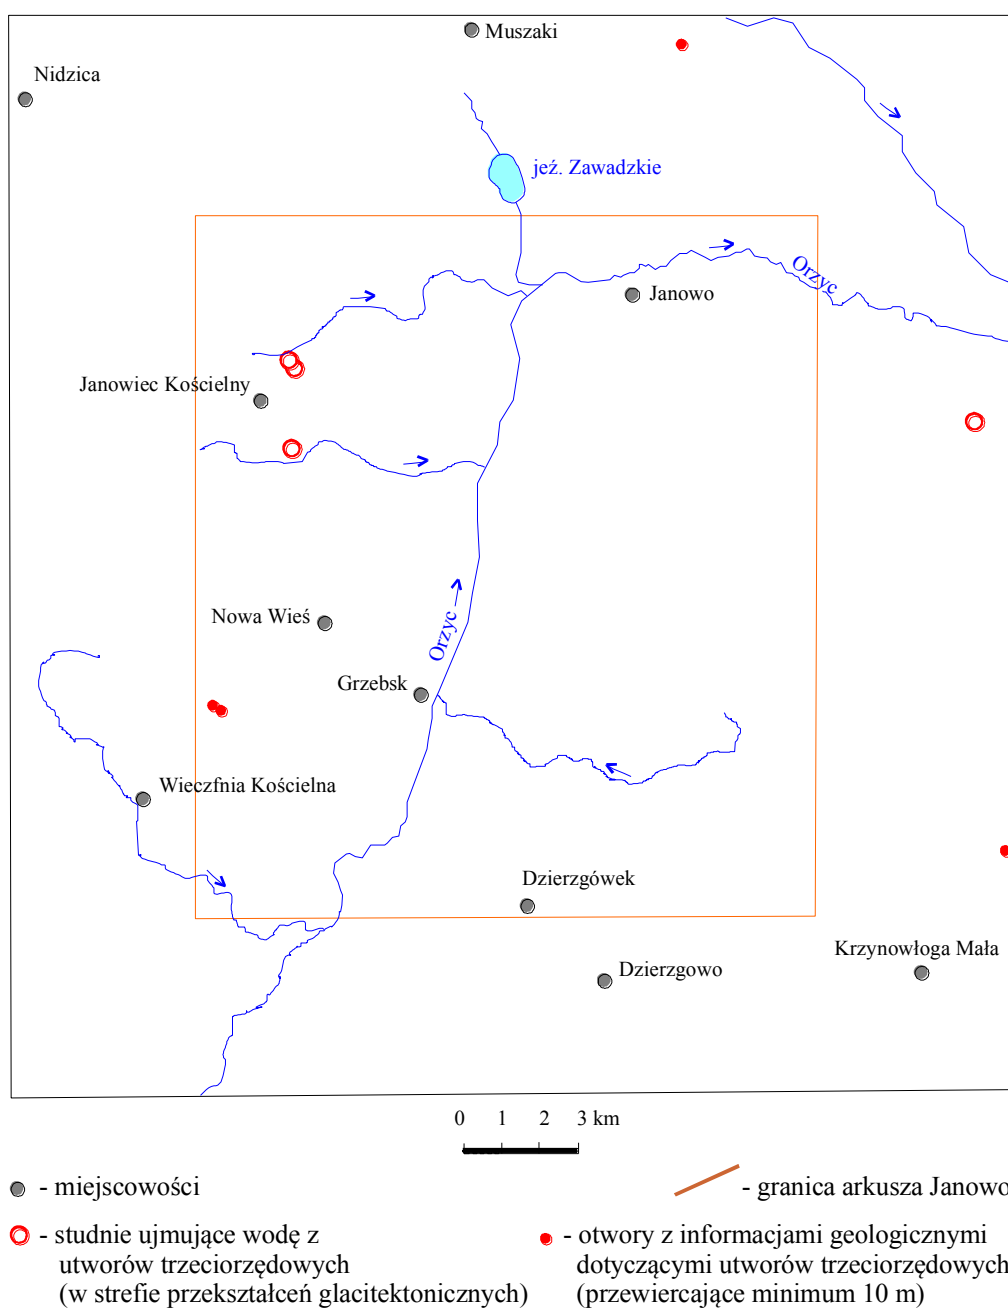 Muszaki
Nidzica
jeź. Zawadzkie
Orzyc
Janowo
Janowiec Kościelny
Nowa Wieś
Orzyc
Grzebsk
Wieczfnia Kościelna
Dzierzgówek
Krzynowłoga Mała
Dzierzgowo
0 1 2 3 km
- miejscowości
- granica arkusza Janowo
- studnie ujmujące wodę z
utworów trzeciorzędowych
(w strefie przekształceń glacitektonicznych)
- otwory z informacjami geologicznymi
dotyczącymi utworów trzeciorzędowych
(przewiercające minimum 10 m)